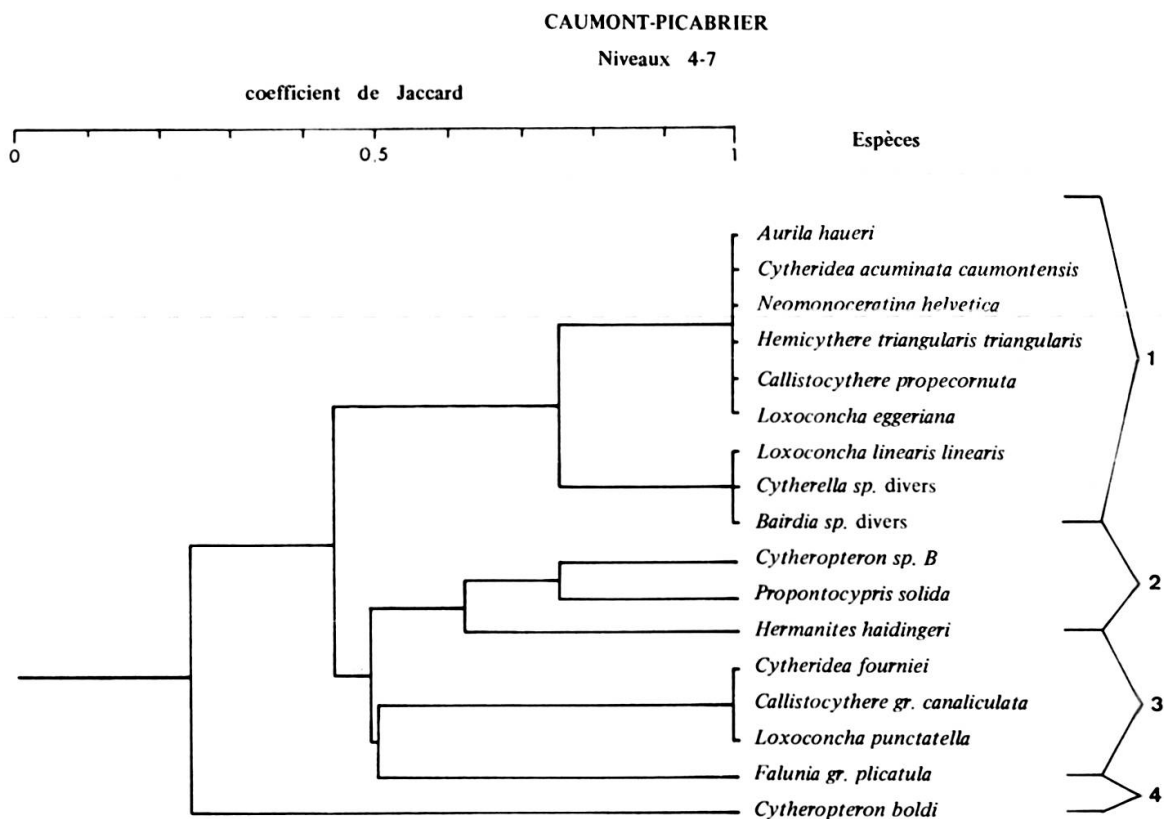 CAUMONT-PICABRIER
Niveaux 4-7
coefficient de Jaccard
0 0.5 1
Espèces
Aurila haueri
Cytheridea acuminata caumontensis
Neomonoceratina helvetica
Hemicythere triangularis triangularis
Callistocythere propecornuta
Loxoconcha eggeriana
Loxoconcha linearis linearis
Cytherella sp. divers
Bairdia sp. divers
Cytheropteron sp. B
Propontocypris solida
Hermanites haidingeri
Cytheridea fourniei
Callistocythere gr. canaliculata
Loxoconcha punctatella
Falunia gr. plicatula
Cytheropteron boldi
1
2
3
4